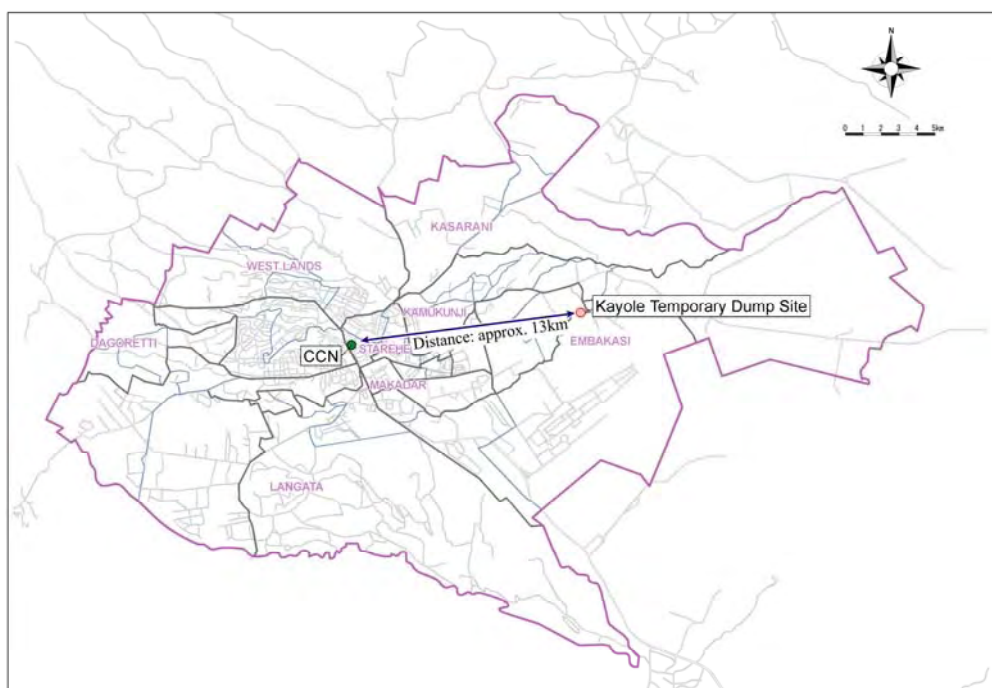 N
0 1 2 3 4 5km
KASARANI
WEST LANDS
KAMUKUNJI
Kayole Temporary Dump Site
Distance: approx. 13km
EMBAKASI
DAGORETTI
CCN
STAREHE
MAKADAR
LANGATA